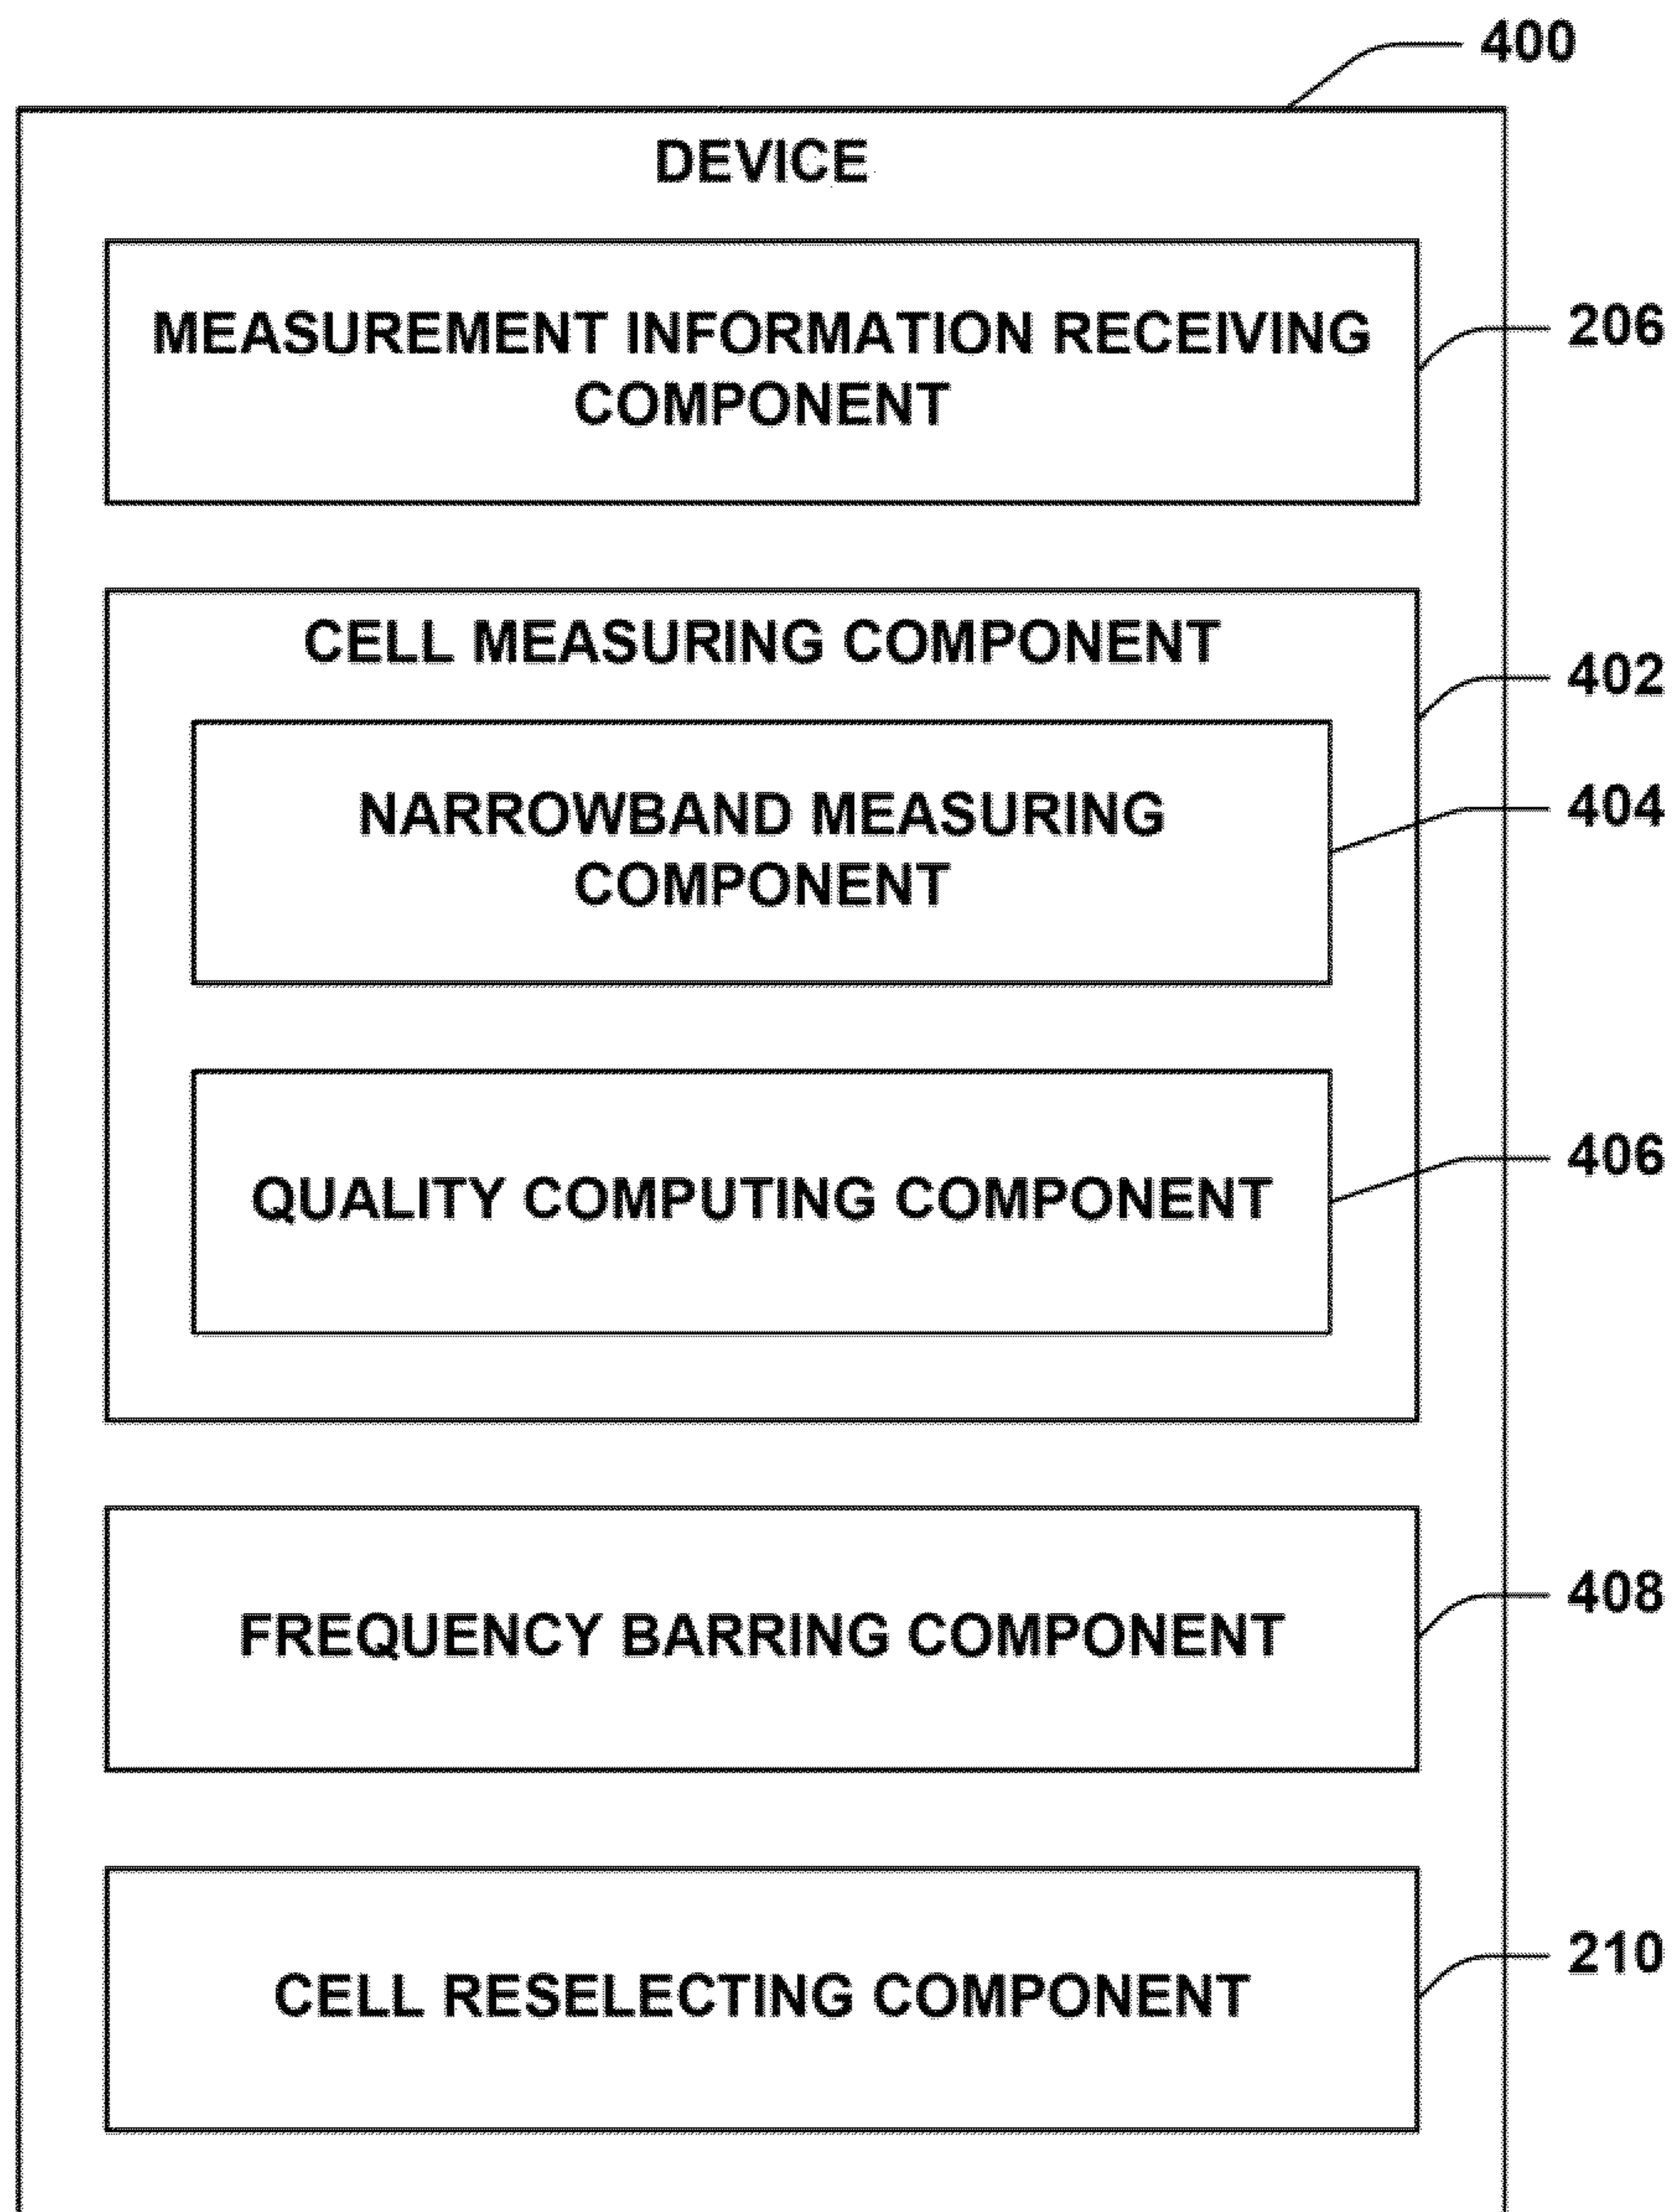 400
DEVICE
MEASUREMENT INFORMATION RECEIVING
COMPONENT
206
CELL MEASURING COMPONENT
402
NARROWBAND MEASURING
COMPONENT
404
QUALITY COMPUTING COMPONENT
406
FREQUENCY BARRING COMPONENT
408
CELL RESELECTING COMPONENT
210